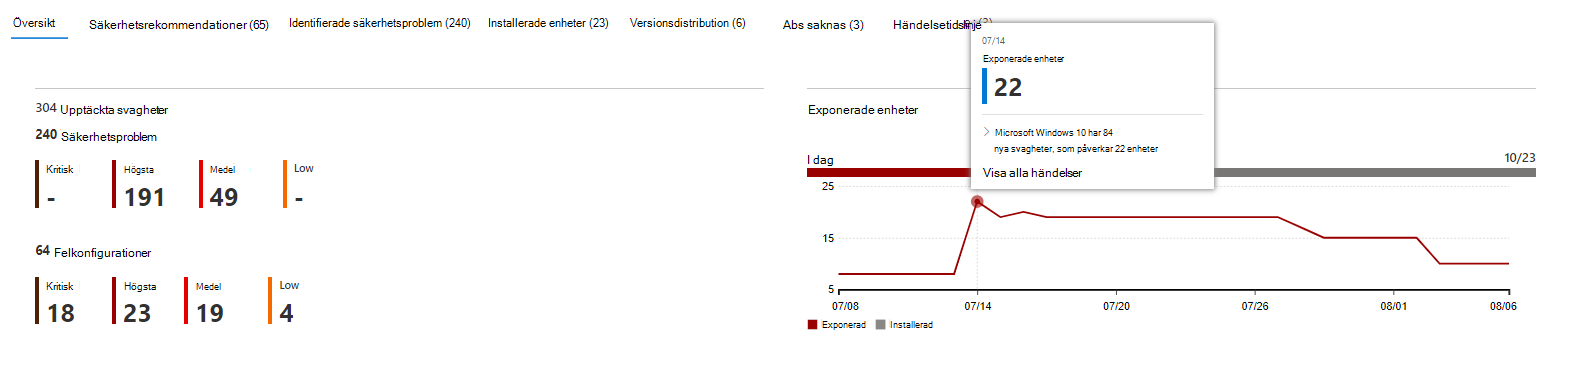 Översikt
Säkerhetsrekommendationer (65)
Identifierade säkerhetsproblem (240)
Installerade enheter (23)
Versionsdistribution (6)
Abs saknas (3)
Händelsetidslinje
304 Upptäckta svagheter
240 Säkerhetsproblem
Kritisk
-
Högsta
191
Medel
49
Low
-
64 Felkonfigurationer
Kritisk
18
Högsta
23
Medel
19
Low
4
Exponerade enheter
I dag
10/23
07/14
Exponerade enheter
22
Microsoft Windows 10 har 84
nya svagheter, som påverkar 22 enheter
Visa alla händelser
25
15
5
07/08 07/14 07/20 07/26 08/01 08/06
Exponerad Installerad